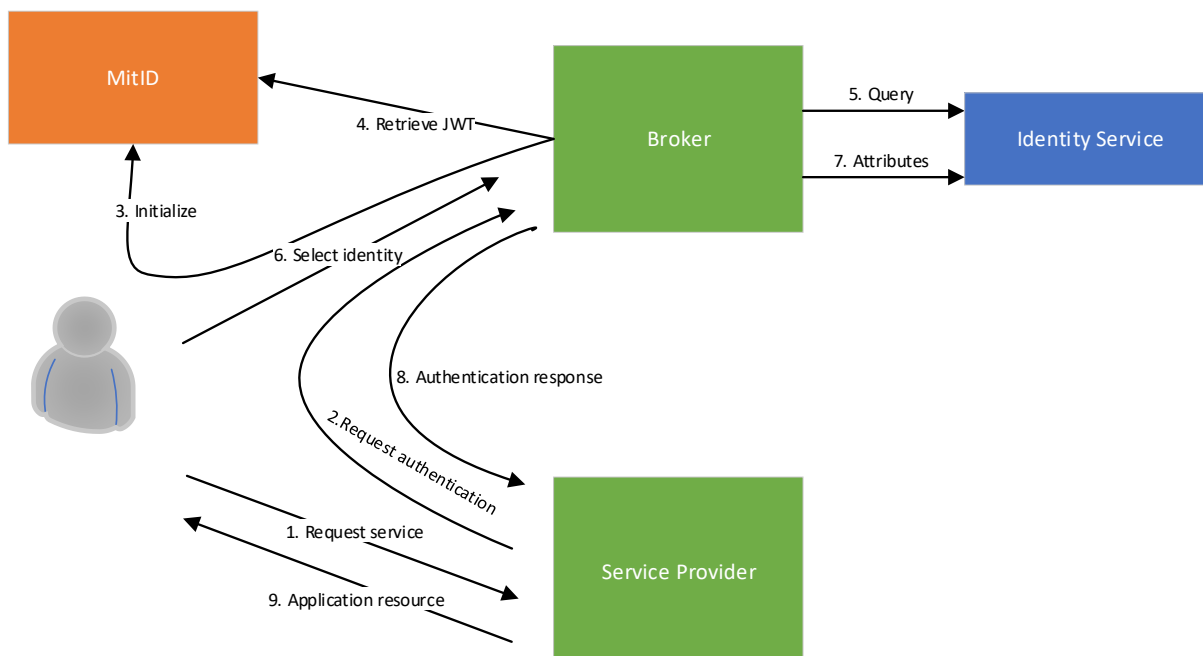 MitID
Broker
5. Query
4. Retrieve JWT
Identity Service
7. Attributes
3. Initialize
6. Select identity
8. Authentication response
2.Request authentication
1. Request service
Service Provider
9. Application resource